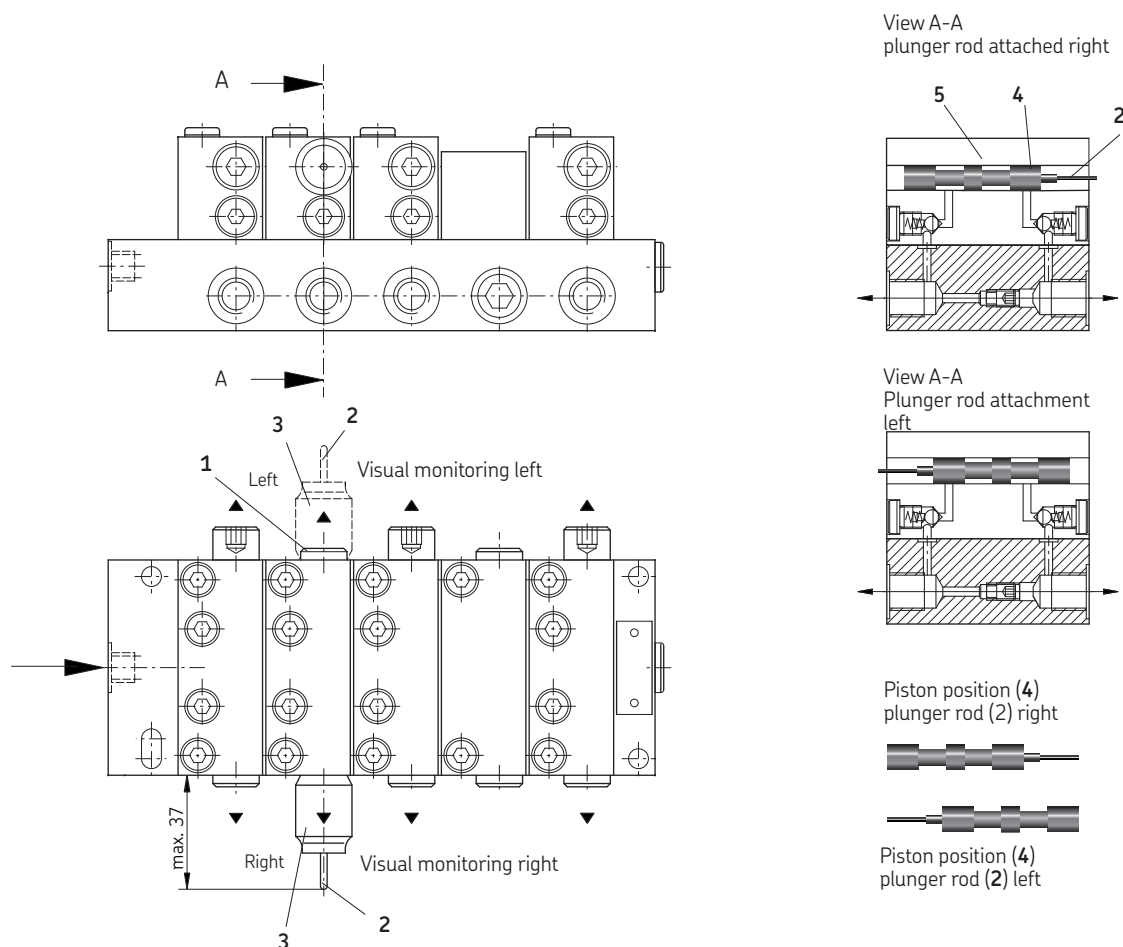 View A-A
plunger rod attached right
A
5
4
2
A
View A-A
Plunger rod attachment
left
2
3
1
Left
Visual monitoring left
Piston position (4)
plunger rod (2) right
max. 37
Right
Visual monitoring right
Piston position (4)
plunger rod (2) left
2
3